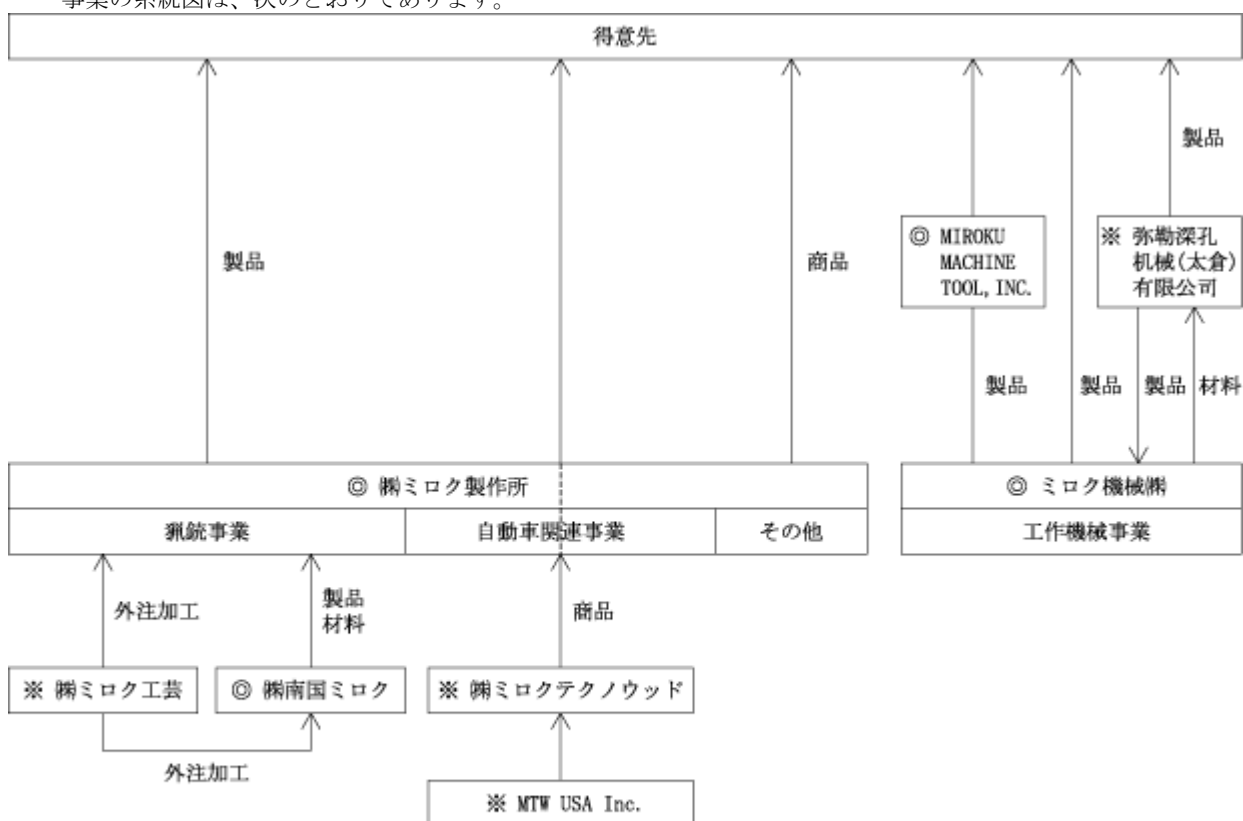 事業の系統図は、次のとおりであります。
得意先
製品
◎ MIROKU
MACHINE
TOOL,INC.
※ 弥勒深孔
机械(太倉)
有限公司
製品
商品
製品
製品
製品
材料
◎ ㈱ミロク製作所
◎ ミロク機械㈱
猟銃事業
自動車関連事業
その他
工作機械事業
外注加工
製品
材料
商品
※ ㈱ミロク工芸
◎ ㈱南国ミロク
※ ㈱ミロクテクノウッド
外注加工
※ MTW USA Inc.